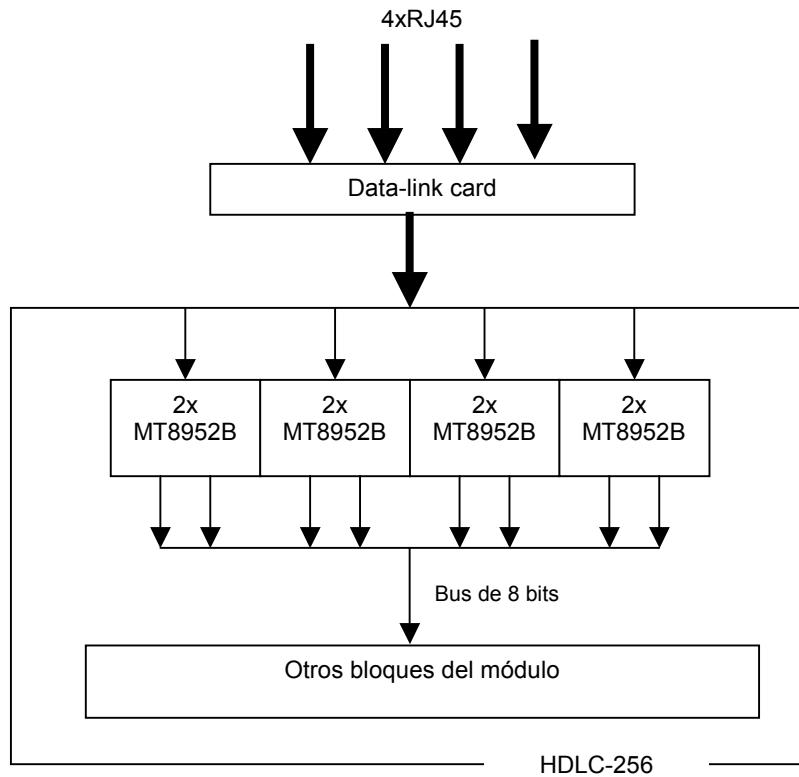 4xRJ45
Data-link card
2x
MT8952B
2x
MT8952B
2x
MT8952B
2x
MT8952B
Bus de 8 bits
Otros bloques del módulo
HDLC-256